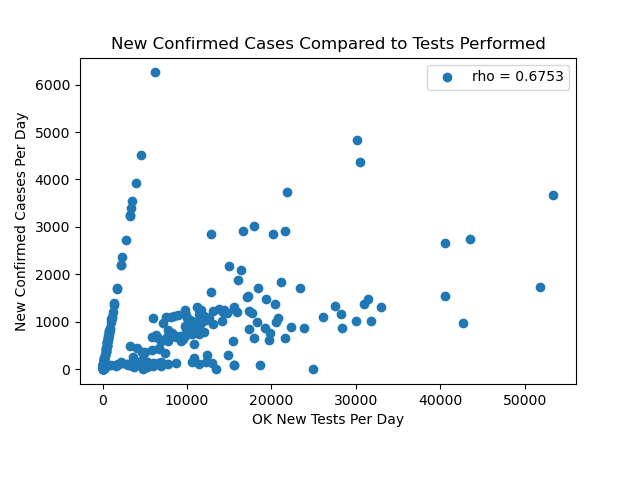 New Confirmed Cases Compared to Tests Performed
rho = 0.6753
6000
5000
4000
3000
2000
1000
0
New Confirmed Caeses Per Day
0 10000 20000 30000 40000 50000
OK New Tests Per Day